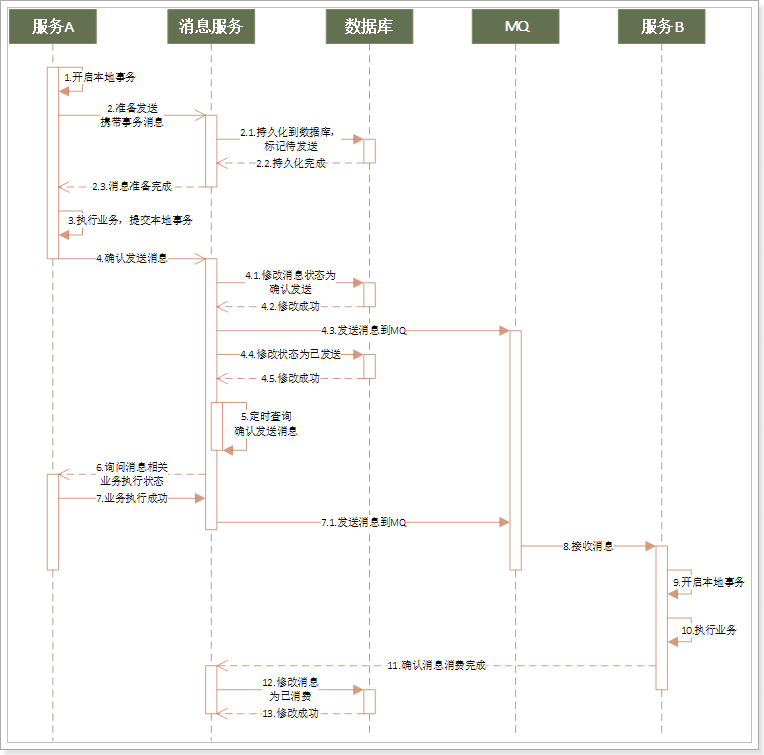 服务A
消息服务
数据库
MQ
服务B
1.开启本地事务
2.准备发送
携带事务消息
2.1.持久化到数据库，
标记待发送
2.2.持久化完成
2.3.消息准备完成
3.执行业务，提交本地事务
4.确认发送消息
4.1.修改消息状态为
确认发送
4.2.修改成功
4.3.发送消息到MQ
4.4.修改状态为已发送
4.5.修改成功
5.定时查询
确认发送消息
6.询问消息相关
业务执行状态
7.业务执行成功
7.1.发送消息到MQ
8.接收消息
9.开启本地事务
10.执行业务
11.确认消息消费完成
12.修改消息
为已消费
13.修改成功